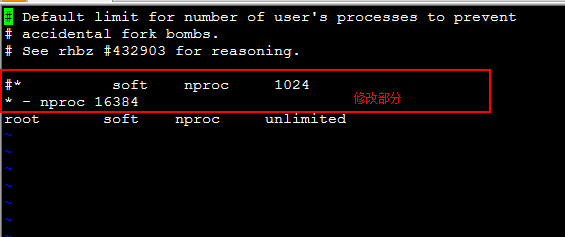 # Default limit for number of user's processes to prevent
# accidental fork bombs.
# See rhbz #432903 for reasoning.
#* soft nproc 1024
* - nproc 16384
修改部分
root soft nproc unlimited
~
~
~
~
~
~